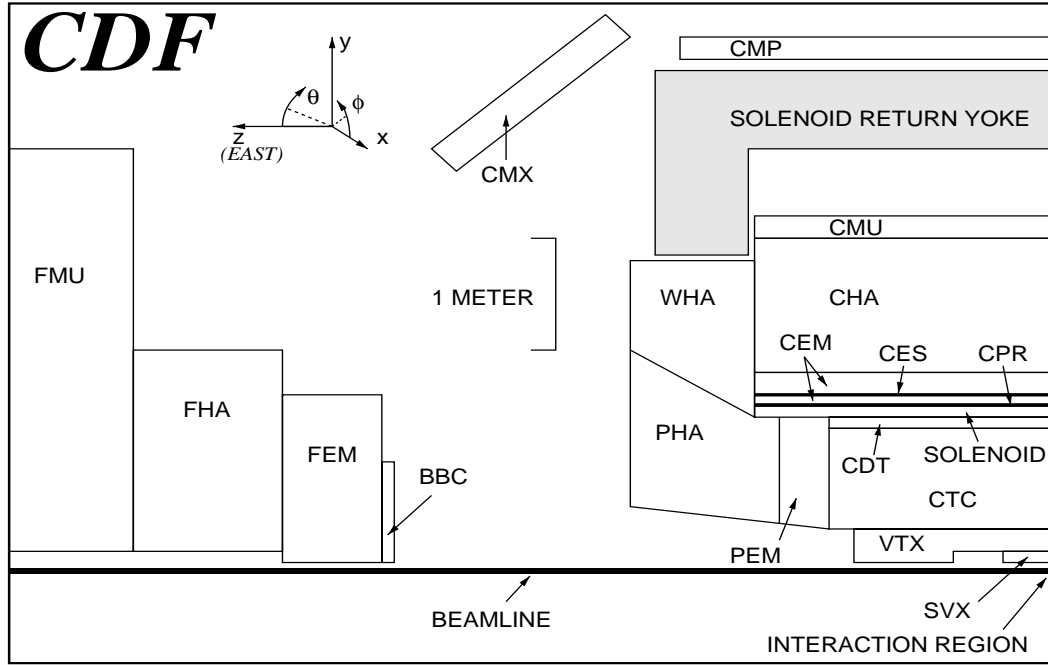 CDF
CMP
y
θ
ϕ
SOLENOID RETURN YOKE
z
x
(EAST)
CMX
CMU
FMU
1 METER
WHA
CHA
CEM
CES
CPR
FHA
PHA
FEM
SOLENOID
CDT
BBC
CTC
VTX
PEM
SVX
BEAMLINE
INTERACTION REGION